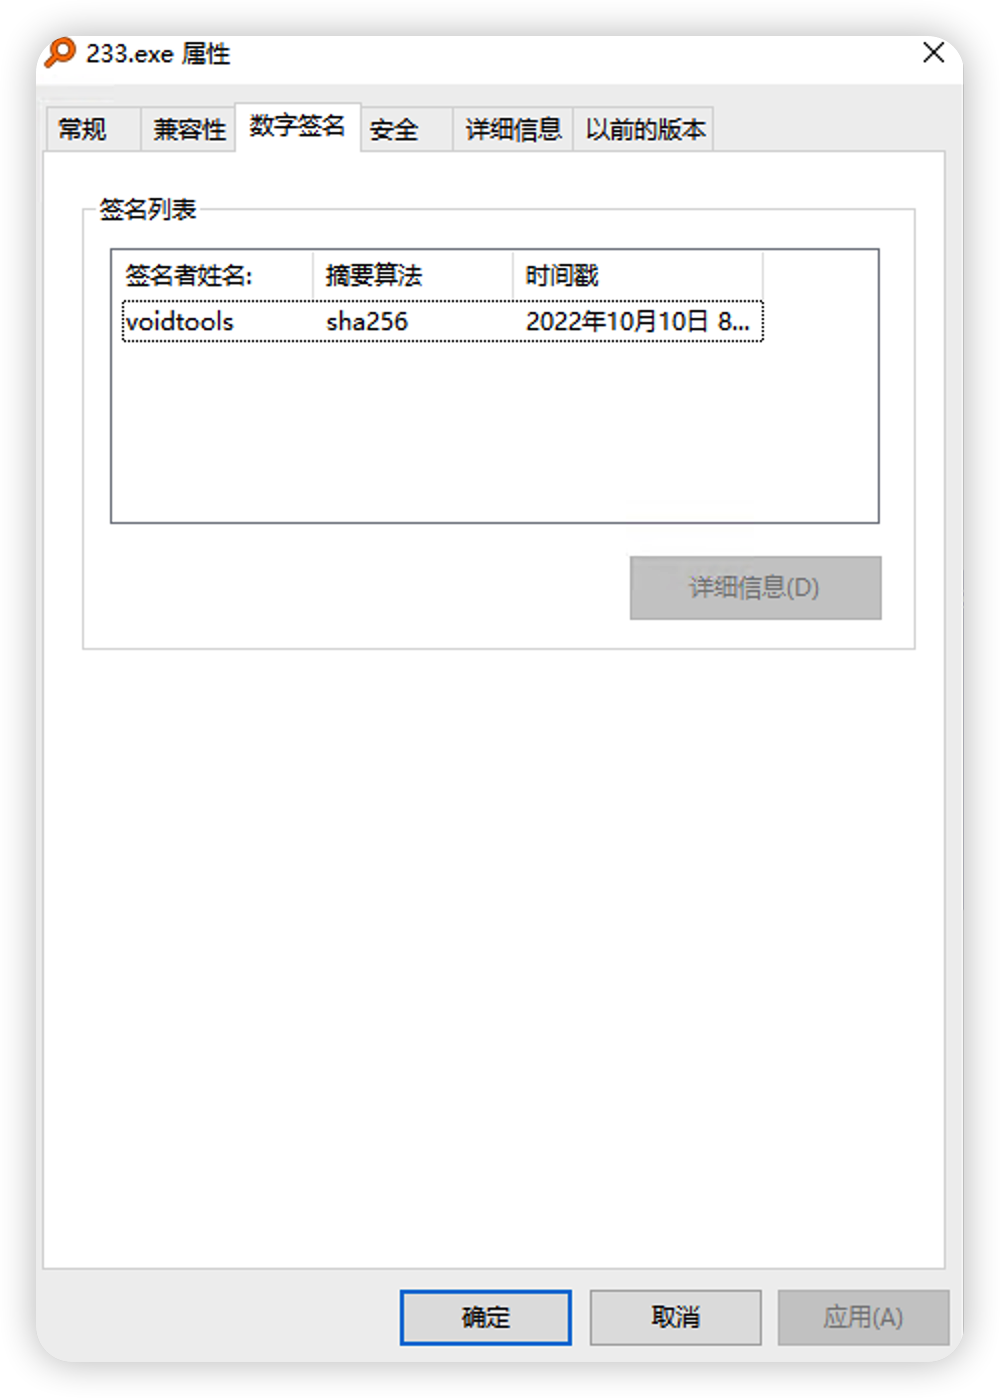 233.exe 属性
常规 兼容性 数字签名 安全 详细信息 以前的版本
签名列表
签名者姓名: 摘要算法 时间戳
voidtools sha256 2022年10月10日 8...
详细信息(D)
确定 取消 应用(A)